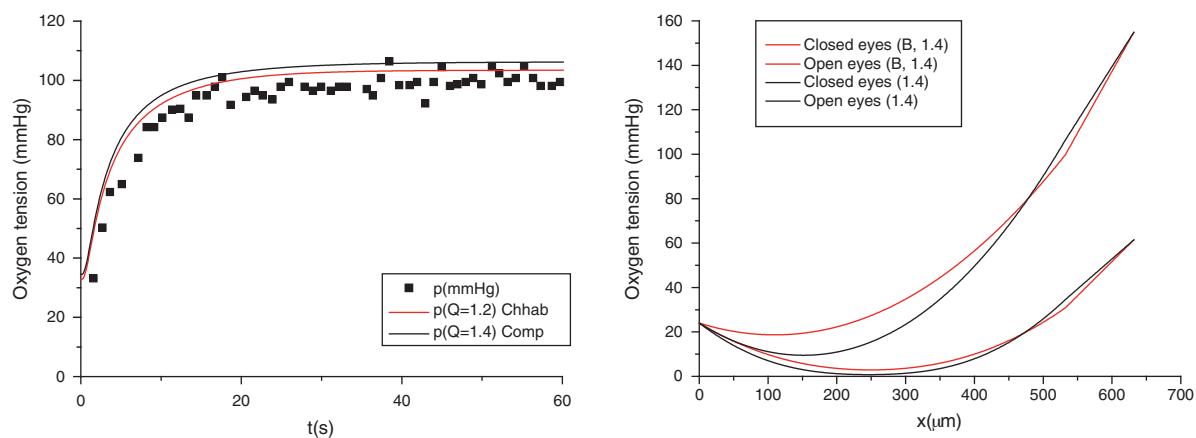 120
100
80
60
40
20
0
Oxygen tension (mmHg)
0 20 40 60
t(s)
p(mmHg)
p(Q=1.2) Chhab
p(Q=1.4) Comp
160
140
120
100
80
60
40
20
0
Oxygen tension (mmHg)
0 100 200 300 400 500 600 700
x(μm)
Closed eyes (B, 1.4)
Open eyes (B, 1.4)
Closed eyes (1.4)
Open eyes (1.4)